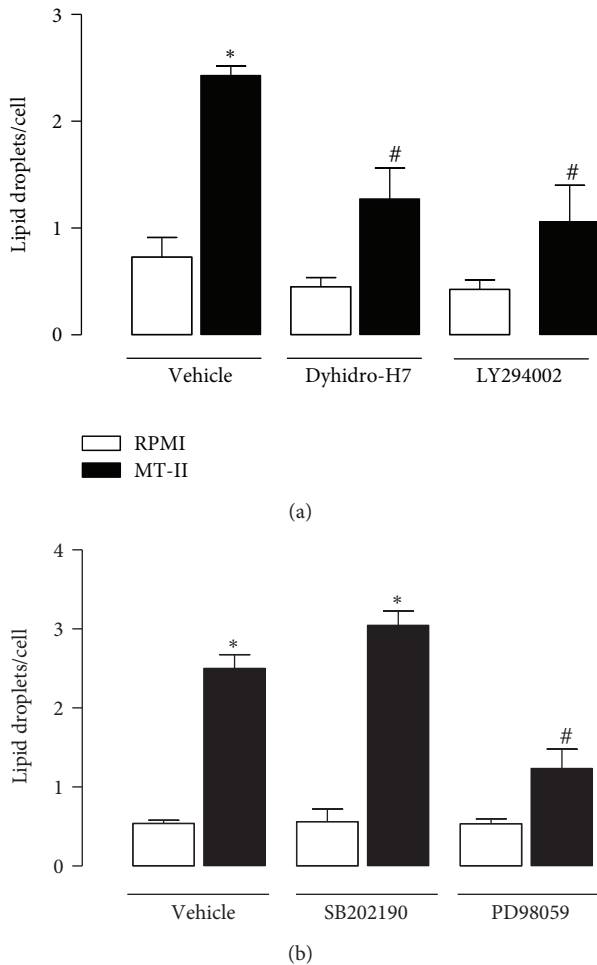 3
*
2
#
#
Lipid droplets/cell
1
0
Vehicle
Dyhidro-H7
LY294002
RPMI
MT-II
(a)
4
*
3
*
Lipid droplets/cell
2
#
1
0
Vehicle
SB202190
PD98059
(b)